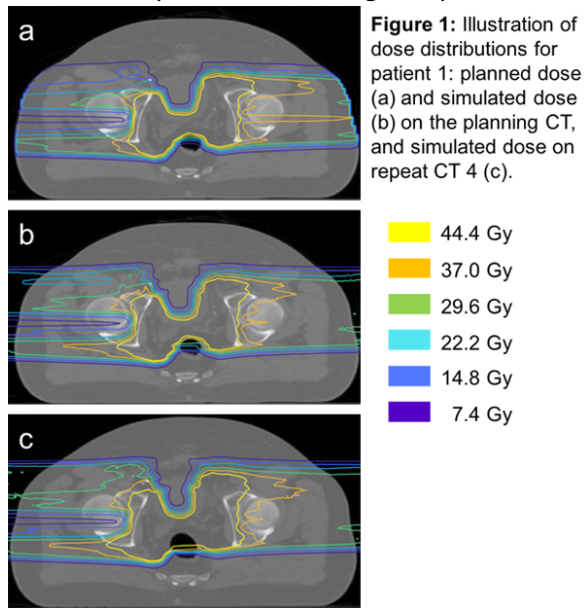 a
Figure 1: Illustration of
dose distributions for
patient 1: planned dose
(a) and simulated dose
(b) on the planning CT,
and simulated dose on
repeat CT 4 (c).
b
44.4 Gy
37.0 Gy
29.6 Gy
22.2 Gy
14.8 Gy
7.4 Gy
c